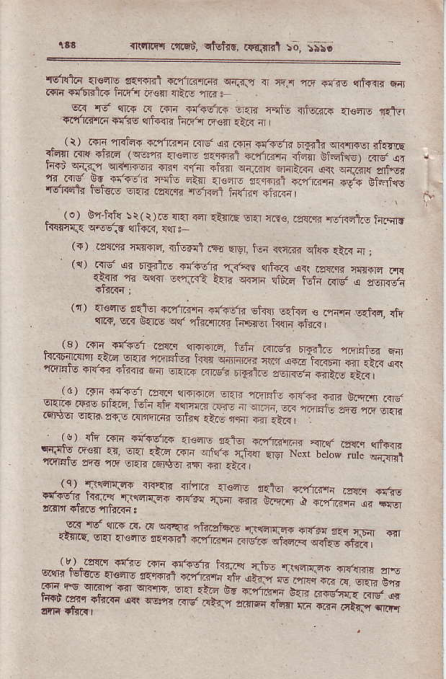 ৭৪৪ বাংলাদেশ গেজেট, অতিরিক্ত, ফেব্রুয়ারী ১০, ১৯৯৩
শর্তাধীনে হাওলাত গ্রহণকারী কর্পোরেশনের অনুরূপ বা সদৃশ পদে কর্মরত থাকিবার জন্য
কোন কর্মচারীকে নির্দেশ দেওয়া যাইতে পারে :—
তবে শর্ত থাকে যে কোন কর্মকর্তাকে তাহার সম্মতি ব্যতিরেকে হাওলাত গ্রহীতা
কর্পোরেশনে কর্মরত থাকিবার নির্দেশ দেওয়া হইবে না।
(২) কোন পাবলিক কর্পোরেশন বোর্ড এর কোন কর্মকর্তার চাকুরীর আবশ্যকতা রহিয়াছে
বলিয়া বোধ করিলে (অতঃপর হাওলাত গ্রহণকারী কর্পোরেশন বলিয়া উল্লিখিত) বোর্ড এর
নিকট অনুরূপ আবশ্যকতার কারণ বর্ণনা করিয়া অনুরোধ জানাইবেন এবং অনুরোধ প্রাপ্তির
পর বোর্ড উক্ত কর্মকর্তার সম্মতি লইয়া হাওলাত গ্রহণকারী কর্পোরেশন কর্তৃক উল্লিখিত
শর্তাবলীর ভিত্তিতে তাহার প্রেষণের শর্তাবলী নির্ধারণ করিবেন।
(৩) উপ-বিধি ১২(২)তে যাহা বলা হইয়াছে তাহা সত্ত্বেও, প্রেষণের শর্তাবলীতে নিম্নোক্ত
বিষয়সমূহ অন্তর্ভুক্ত থাকিবে, যথাঃ—
(ক) প্রেষণের সময়কাল, ব্যতিক্রমী ক্ষেত্র ছাড়া, তিন বৎসরের অধিক হইবে না ;
(খ) বোর্ড এর চাকুরীতে কর্মকর্তার পূর্বস্বত্ব থাকিবে এবং প্রেষণের সময়কাল শেষ
হইবার পর অথবা তৎপূর্বেই ইহার অবসান ঘটিলে তিনি বোর্ড এ প্রত্যাবর্তন
করিবেন ;
(গ) হাওলাত গ্রহীতা কর্পোরেশন কর্মকর্তার ভবিষ্য তহবিল ও পেনশন তহবিল, যদি
থাকে, তবে উহাতে অর্থ পরিশোধের নিশ্চয়তা বিধান করিবে।
(৪) কোন কর্মকর্তা প্রেষণে থাকাকালে, তিনি বোর্ডের চাকুরীতে পদোন্নতির জন্য
বিবেচনাযোগ্য হইলে তাহার পদোন্নতির বিষয় অন্যান্যদের সংগে একত্রে বিবেচনা করা হইবে এবং
পদোন্নতি কার্যকর করিবার জন্য তাহাকে বোর্ডের চাকুরীতে প্রত্যাবর্তন করাইতে হইবে।
(৫) কোন কর্মকর্তা প্রেষণে থাকাকালে তাহার পদোন্নতি কার্যকর করার উদ্দেশ্যে বোর্ড
তাহাকে ফেরত চাহিলে, তিনি যদি যথাসময়ে ফেরত না আসেন, তবে পদোন্নতি প্রদত্ত পদে তাহার
জ্যেষ্ঠতা তাহার প্রকৃত যোগদানের তারিখ হইতে গণনা করা হইবে।
(৬) যদি কোন কর্মকর্তাকে হাওলাত গ্রহীতা কর্পোরেশনের স্বার্থে প্রেষণে থাকিবার
অনুমতি দেওয়া হয়, তাহা হইলে কোন আর্থিক সুবিধা ছাড়া Next below rule অনুযায়ী
পদোন্নতি প্রদত্ত পদে তাহার জ্যেষ্ঠতা রক্ষা করা হইবে।
(৭) শৃংখলামূলক ব্যবস্হার ব্যাপারে হাওলাত গ্রহীতা কর্পোরেশন প্রেষণে কর্মরত
কর্মকর্তার বিরুদ্ধে শৃংখলামূলক কার্যক্রম সূচনা করার উদ্দেশ্যে ঐ কর্পোরেশন এর ক্ষমতা
প্রয়োগ করিতে পারিবেন ঃ
তবে শর্ত থাকে যে, যে অবস্হার পরিপ্রেক্ষিতে শৃংখলামূলক কার্যক্রম গ্রহণ সূচনা করা
হইয়াছে, তাহা হাওলাত গ্রহণকারী কর্পোরেশন বোর্ডকে অবিলম্বে অবহিত করিবে।
(৮) প্রেষণে কর্মরত কোন কর্মকর্তার বিরুদ্ধে সূচিত শৃংখলামূলক কার্যধারায় প্রাপ্ত
তথ্যের ভিত্তিতে হাওলাত গ্রহণকারী কর্পোরেশন যদি এইরূপ মত পোষণ করে যে, তাহার উপর
কোন দণ্ড আরোপ করা আবশ্যক, তাহা হইলে উক্ত কর্পোরেশন উহার রেকর্ডসমূহ বোর্ড এর
নিকট প্রেরণ করিবেন এবং অতঃপর বোর্ড যেইরূপ প্রয়োজন বলিয়া মনে করেন সেইরূপ আদেশ
প্রদান করিবে।